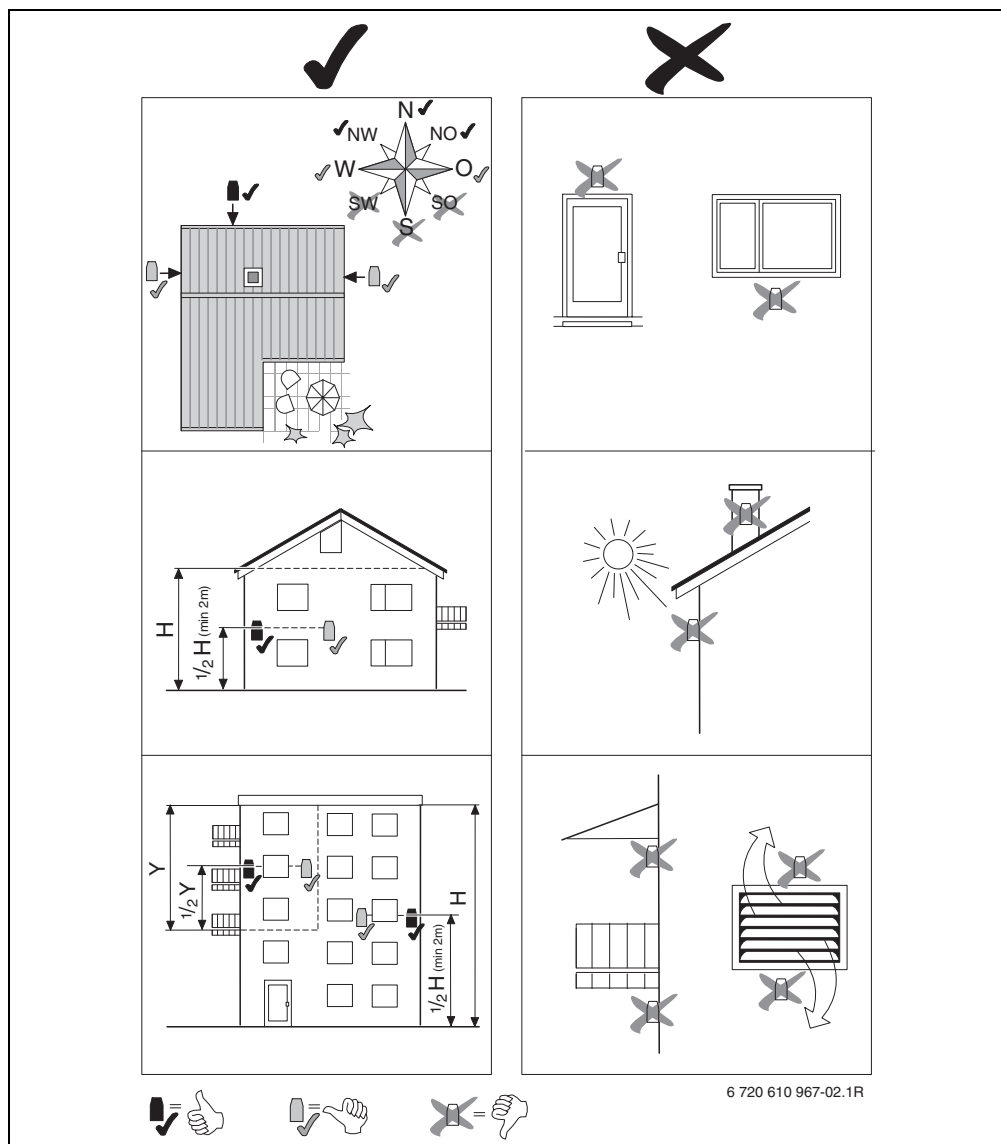 N
NW NO
W O
SW SO
S
H
1/2 H (min 2m)
Y
1/2 Y
H
1/2 H (min 2m)
6 720 610 967-02.1R
= 
=
=